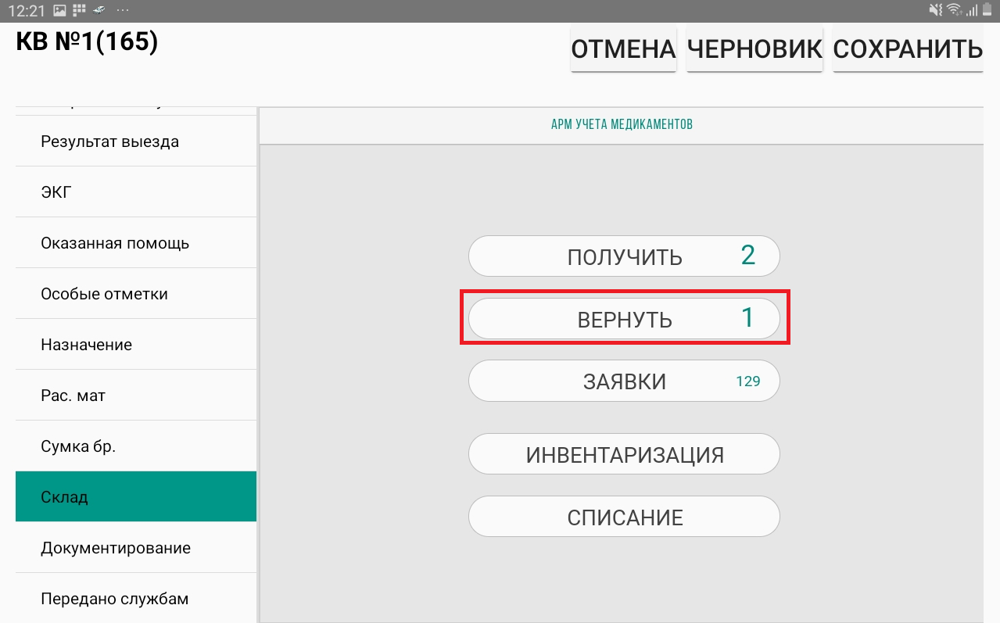 12:21
КВ №1(165)
ОТМЕНА ЧЕРНОВИК СОХРАНИТЬ
АРМ УЧЕТА МЕДИКАМЕНТОВ
Результат выезда
ЭКГ
Оказанная помощь
Особые отметки
Назначение
Рас. мат
Сумка бр.
Склад
Документирование
Передано службам
ПОЛУЧИТЬ 2
ВЕРНУТЬ 1
ЗАЯВКИ 129
ИНВЕНТАРИЗАЦИЯ
СПИСАНИЕ